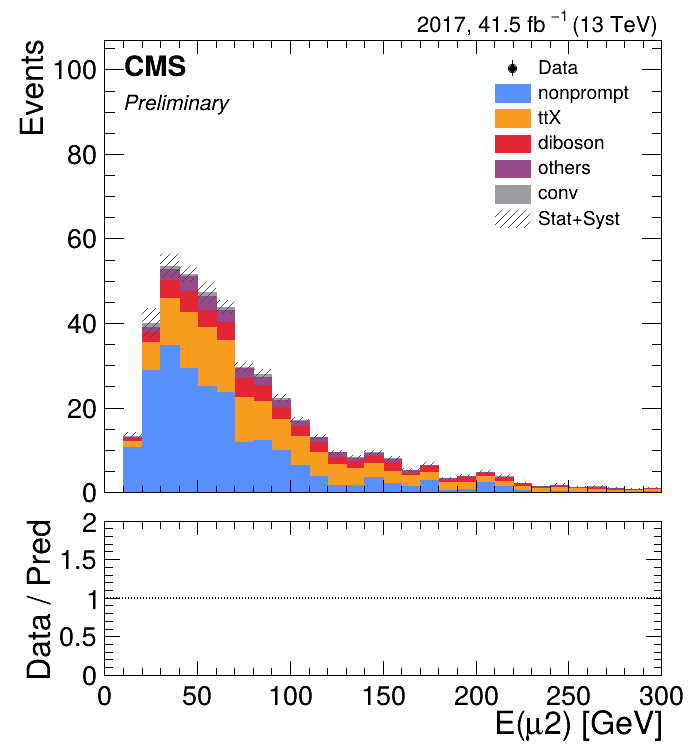 2017, 41.5 fb⁻¹ (13 TeV)
CMS
Preliminary
Data
nonprompt
ttX
diboson
others
conv
Stat+Syst
Events
100
80
60
40
20
0
Data / Pred
2
1.5
1
0.5
0
0 50 100 150 200 250 300
E(μ2) [GeV]